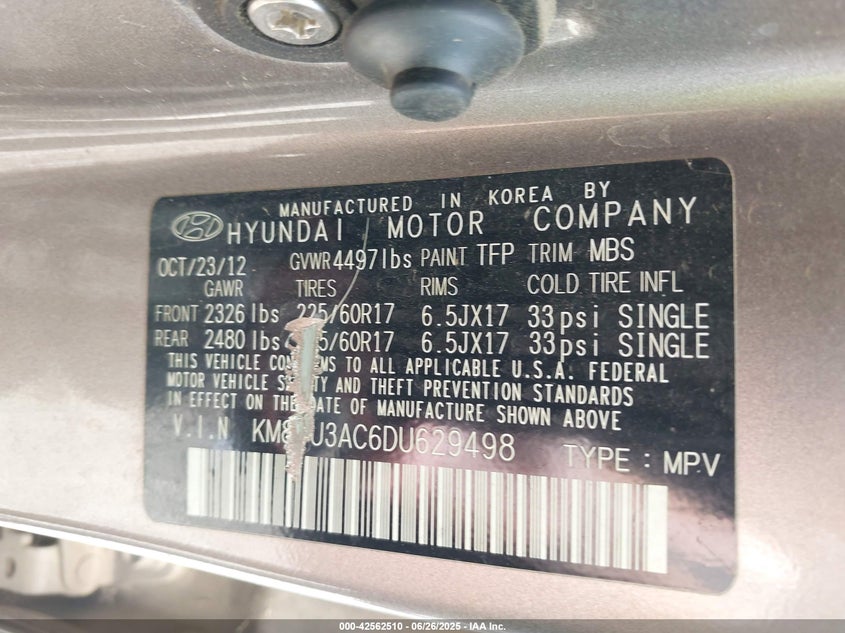 MANUFACTURED IN KOREA BY
HYUNDAI MOTOR COMPANY
OCT/23/12 GVWR 4497lbs PAINT TFP TRIM MBS
GAWR TIRES RIMS COLD TIRE INFL
FRONT 2326 lbs 225/60R17 6.5JX17 33psi SINGLE
REAR 2480 lbs 5/60R17 6.5JX17 33psi SINGLE
THIS VEHICLE TO ALL APPLICABLE U.S.A. FEDERAL
MOTOR VEHICLE AND THEFT PREVENTION STANDARDS
IN EFFECT ON DATE OF MANUFACTURE SHOWN ABOVE
V.I.N TYPE : MPV
000-42562510 - 06/26/2025 - IAA Inc.